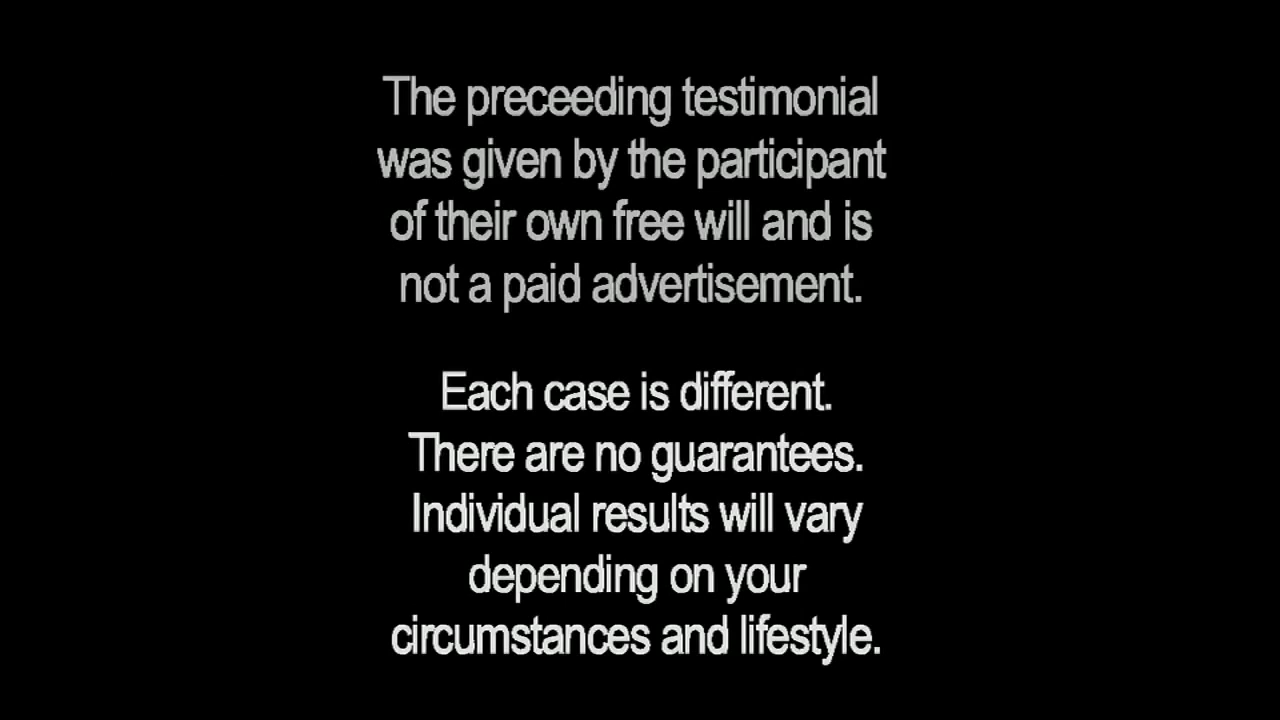 The preceeding testimonial
was given by the participant
of their own free will and is
not a paid advertisement.
Each case is different.
There are no guarantees.
Individual results will vary
depending on your
circumstances and lifestyle.